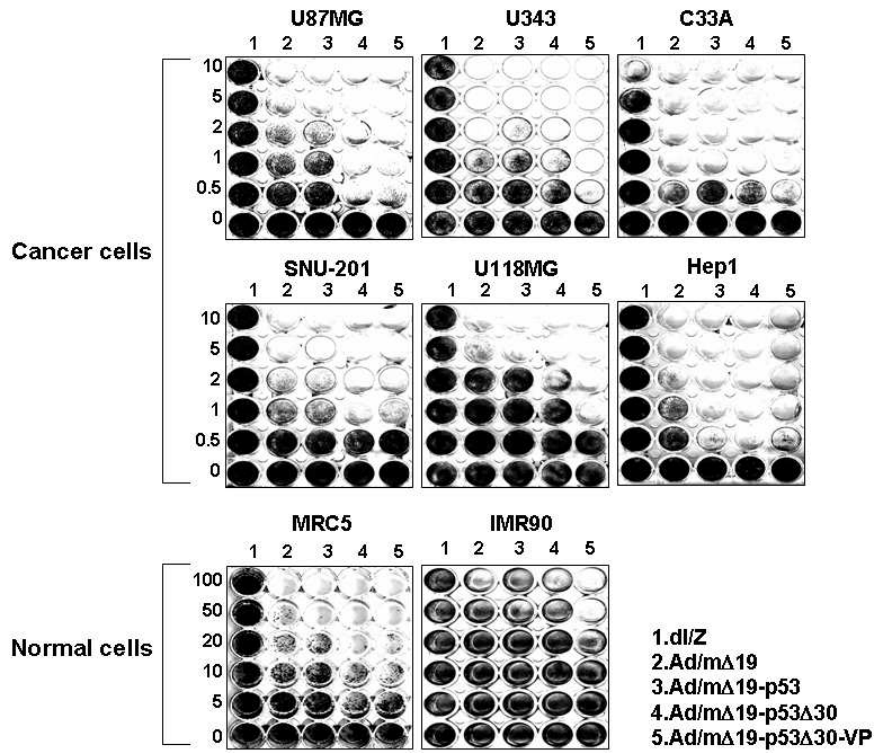 U87MG U343 C33A
1 2 3 4 5 1 2 3 4 5 1 2 3 4 5
10
5
2
1
0.5
0
Cancer cells
SNU-201 U118MG Hep1
1 2 3 4 5 1 2 3 4 5 1 2 3 4 5
10
5
2
1
0.5
0
MRC5 IMR90
1 2 3 4 5 1 2 3 4 5
100
50
20
10
5
0
Normal cells
1.dl/Z
2.Ad/mΔ19
3.Ad/mΔ19-p53
4.Ad/mΔ19-p53Δ30
5.Ad/mΔ19-p53Δ30-VP